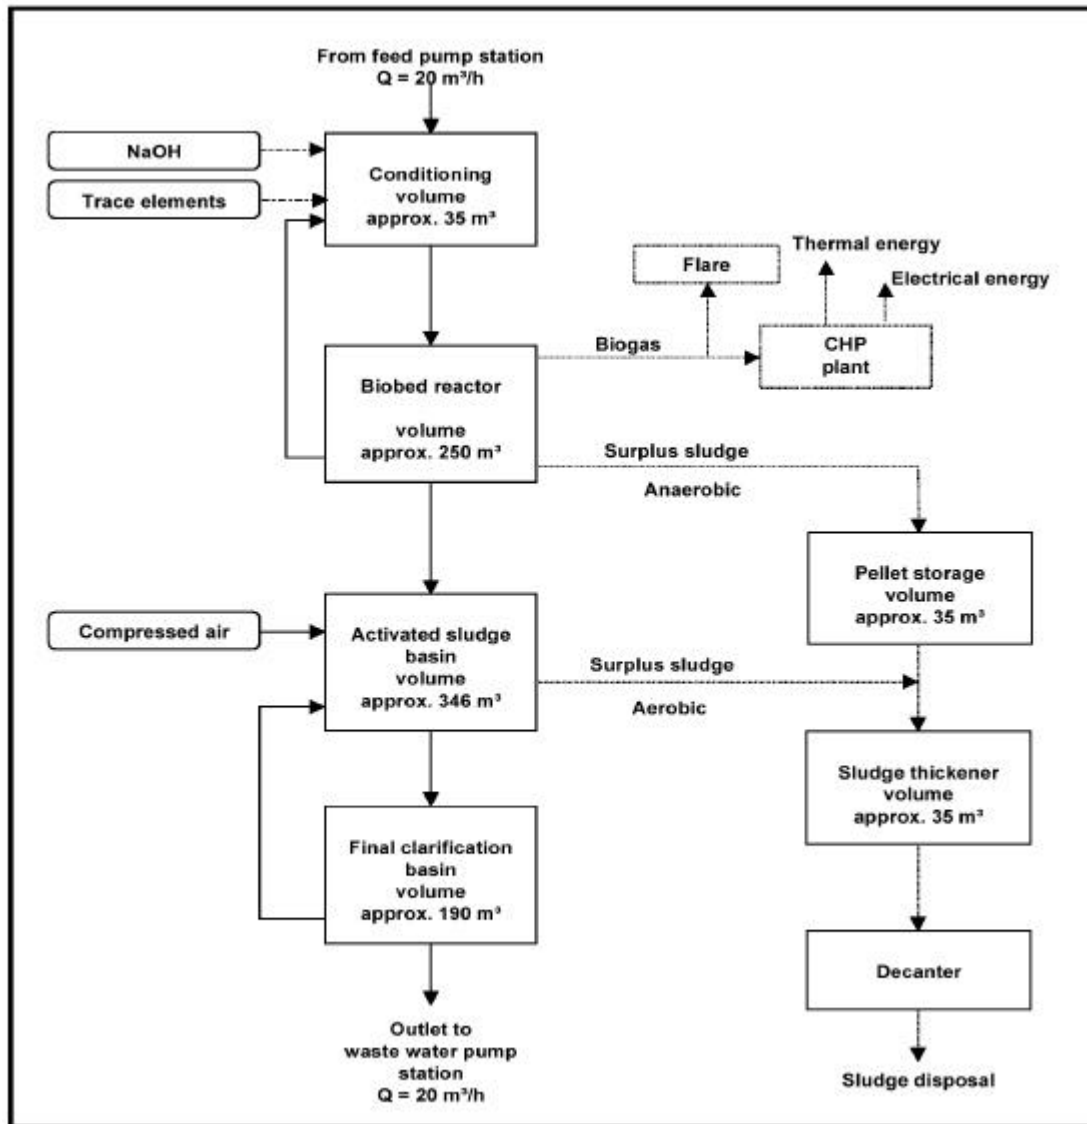 From feed pump station
Q = 20 m³/h
NaOH
Trace elements
Conditioning
volume
approx. 35 m³
Thermal energy
Flare
Electrical energy
Biogas
CHP
plant
Biobed reactor
volume
approx. 250 m³
Surplus sludge
Anaerobic
Pellet storage
volume
approx. 35 m³
Compressed air
Activated sludge
basin
volume
approx. 346 m³
Surplus sludge
Aerobic
Sludge thickener
volume
approx. 35 m³
Final clarification
basin
volume
approx. 190 m³
Decanter
Outlet to
waste water pump
station
Q = 20 m³/h
Sludge disposal